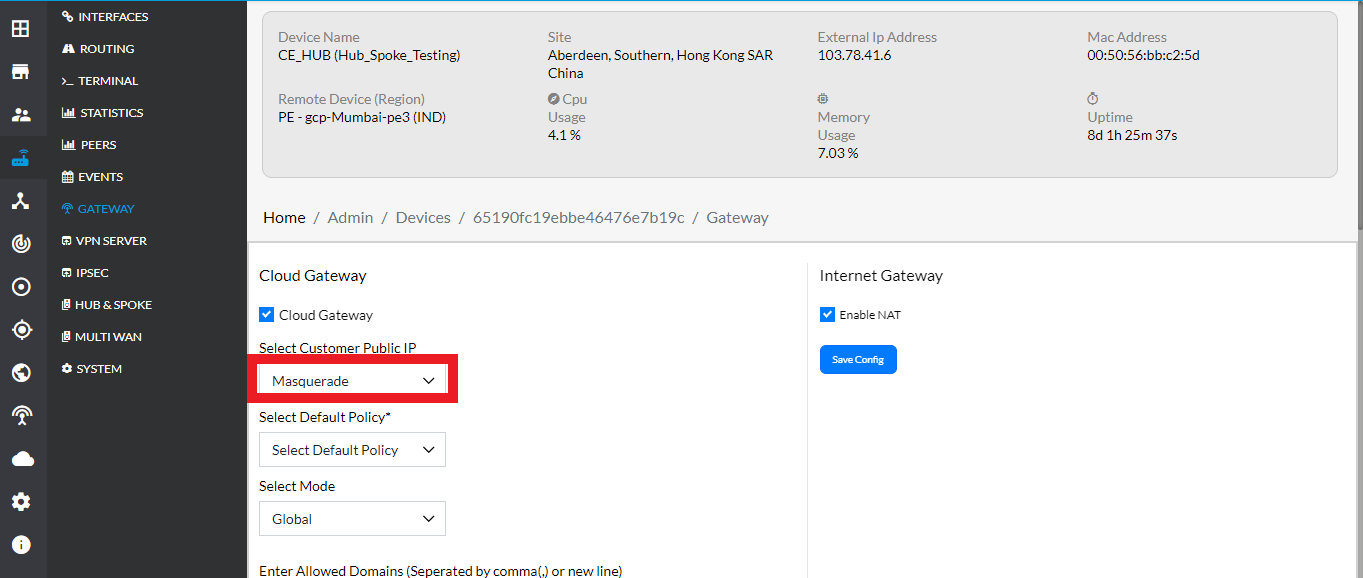 INTERFACES
ROUTING
TERMINAL
STATISTICS
PEERS
EVENTS
GATEWAY
VPN SERVER
IPSEC
HUB & SPOKE
MULTI WAN
SYSTEM
Device Name
CE_HUB (Hub_Spoke_Testing)
Site
Aberdeen, Southern, Hong Kong SAR
China
External Ip Address
103.78.41.6
Mac Address
00:50:56:bb:c2:5d
Remote Device (Region)
PE - gcp-Mumbai-pe3 (IND)
Cpu
Usage
4.1 %
Memory
Usage
7.03 %
Uptime
8d 1h 25m 37s
Home / Admin / Devices / 65190fc19ebbe46476e7b19c / Gateway
Cloud Gateway
Cloud Gateway
Select Customer Public IP
Masquerade
Select Default Policy*
Select Default Policy
Select Mode
Global
Enter Allowed Domains (Seperated by comma(,) or new line)
Internet Gateway
Enable NAT
Save Config